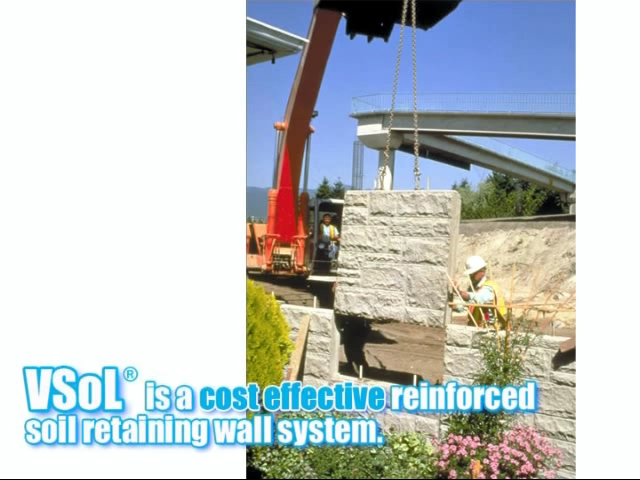 VSoL® is a cost effective reinforced
soil retaining wall system.